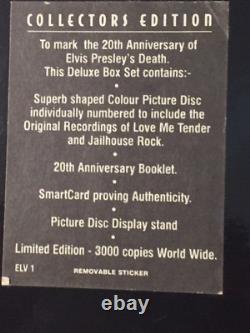 COLLECTORS EDITION
To mark the 20th Anniversary of
Elvis Presley's Death.
This Deluxe Box Set contains:-
•
Superb shaped Colour Picture Disc
individually numbered to include the
Original Recordings of Love Me Tender
and Jailhouse Rock.
•
20th Anniversary Booklet.
•
SmartCard proving Authenticity.
•
Picture Disc Display stand
•
Limited Edition - 3000 copies World Wide.
ELV 1 REMOVABLE STICKER